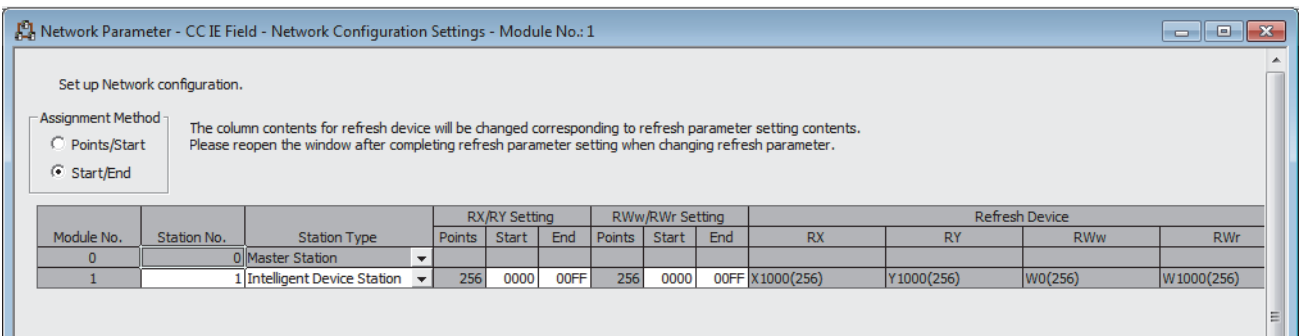 Network Parameter - CC IE Field - Network Configuration Settings - Module No.: 1
Set up Network configuration.
Assignment Method
Points/Start
Start/End
The column contents for refresh device will be changed corresponding to refresh parameter setting contents.
Please reopen the window after completing refresh parameter setting when changing refresh parameter.
RX/RY Setting RWw/RWr Setting Refresh Device
Module No. Station No. Station Type Points Start End Points Start End RX RY RWw RWr
0 0 Master Station
1 1 Intelligent Device Station 256 0000 00FF 256 0000 00FF X1000(256) Y1000(256) W0(256) W1000(256)